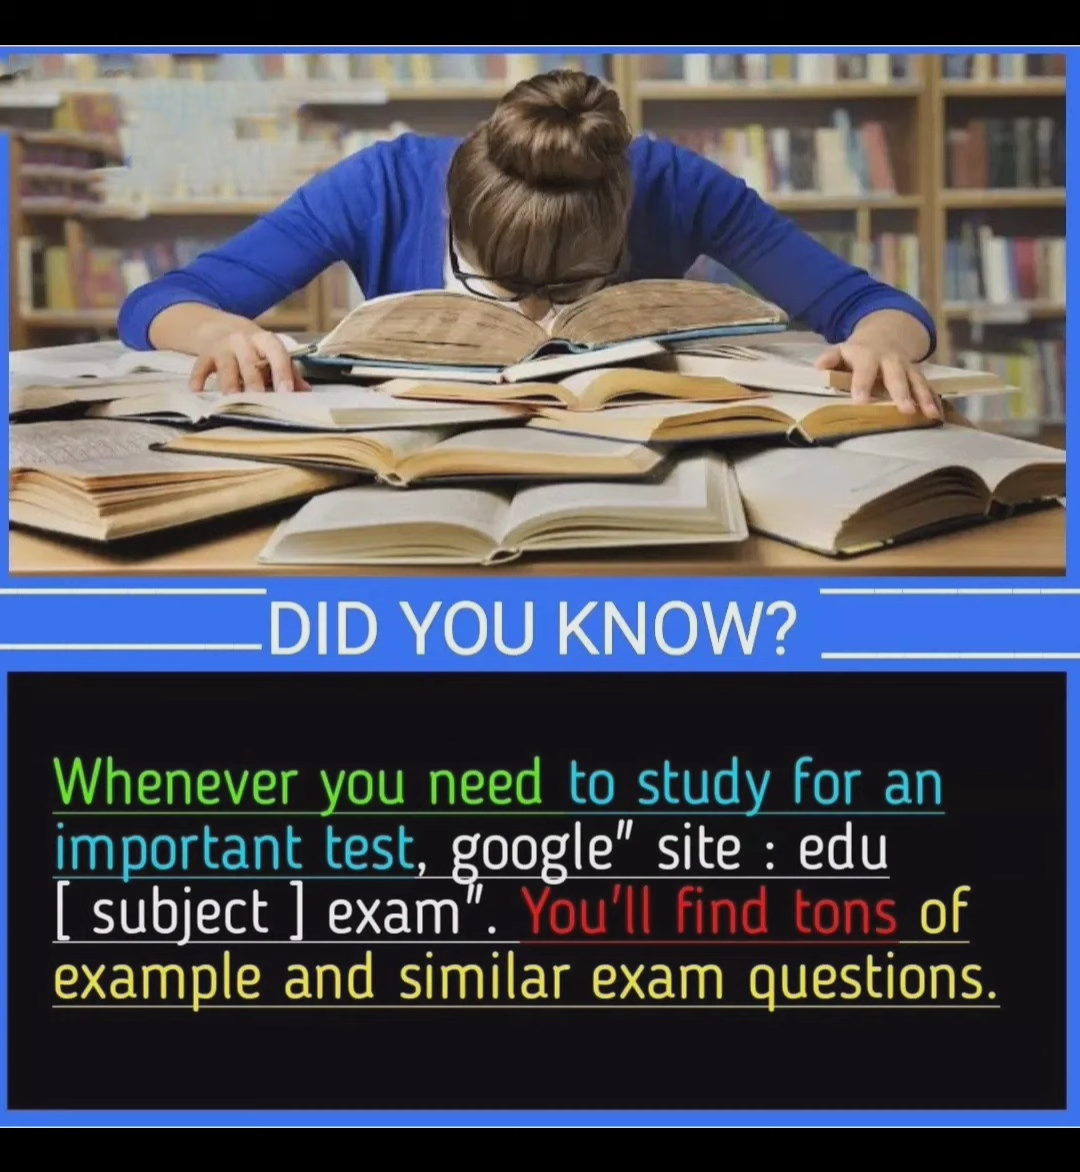 DID YOU KNOW?
Whenever you need to study for an
important test, google" site : edu
[ subject ] exam". You'll find tons of
example and similar exam questions.